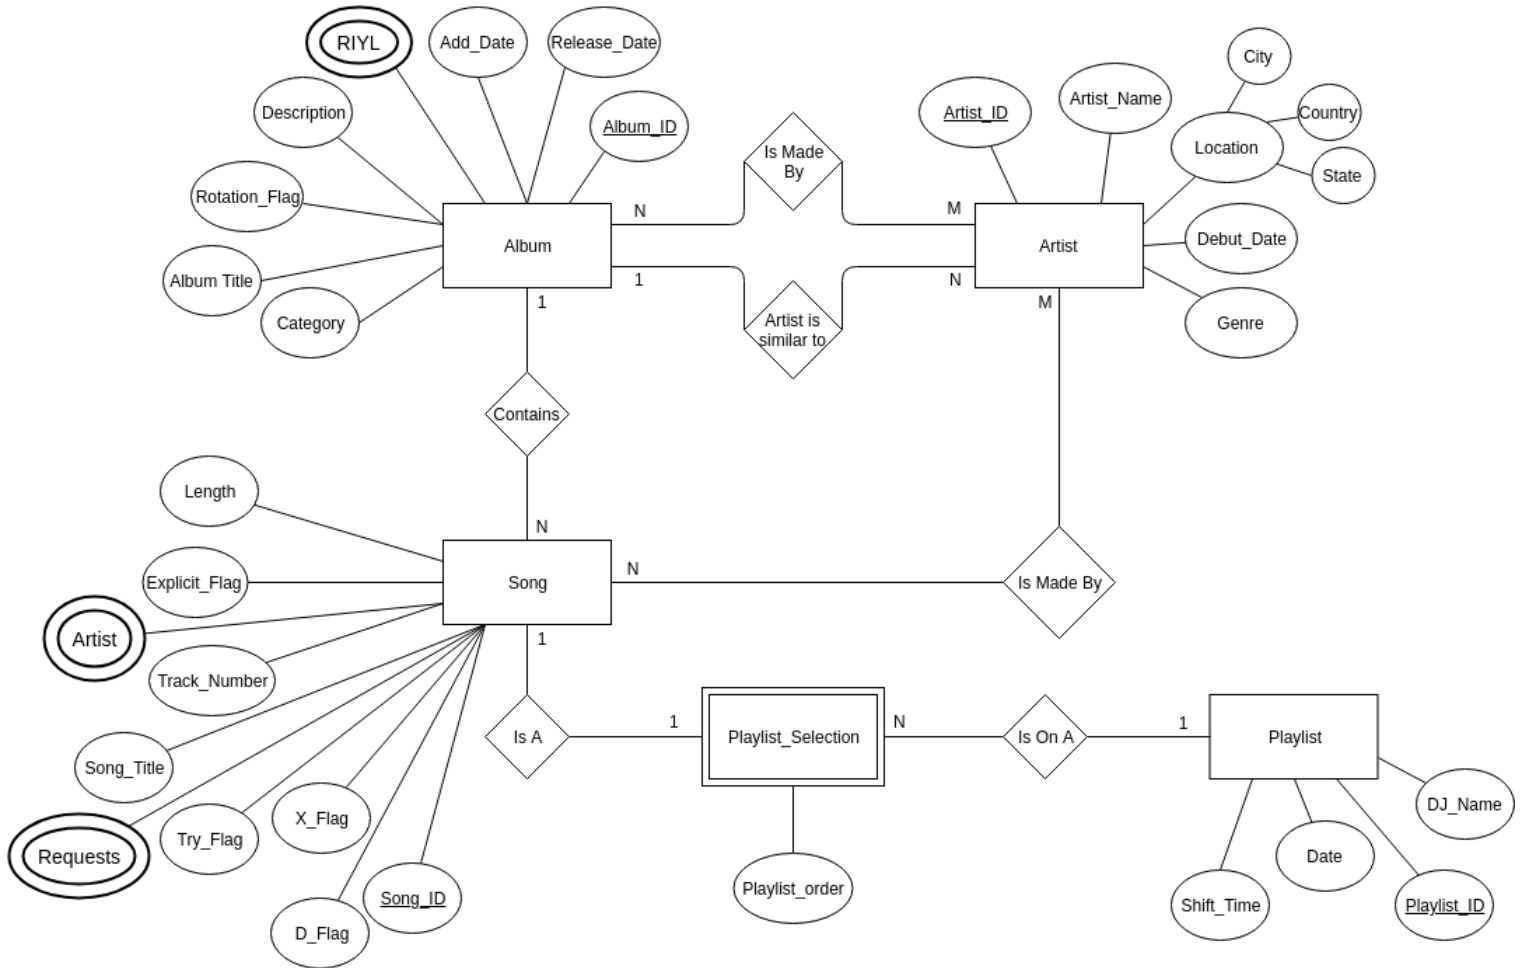 RIYL
Add_Date
Release_Date
City
Description
Album_ID
Artist_ID
Artist_Name
Country
Location
State
Is Made
By
Rotation_Flag
N
M
Album
Artist
Debut_Date
Album Title
1
N
Category
1
M
Genre
Artist is
similar to
Contains
Length
N
Explicit_Flag
Song
N
Is Made By
Artist
1
Track_Number
Song_Title
Is A
1
Playlist_Selection
N
Is On A
1
Playlist
Requests
Try_Flag
X_Flag
DJ_Name
Song_ID
D_Flag
Playlist_order
Date
Shift_Time
Playlist_ID